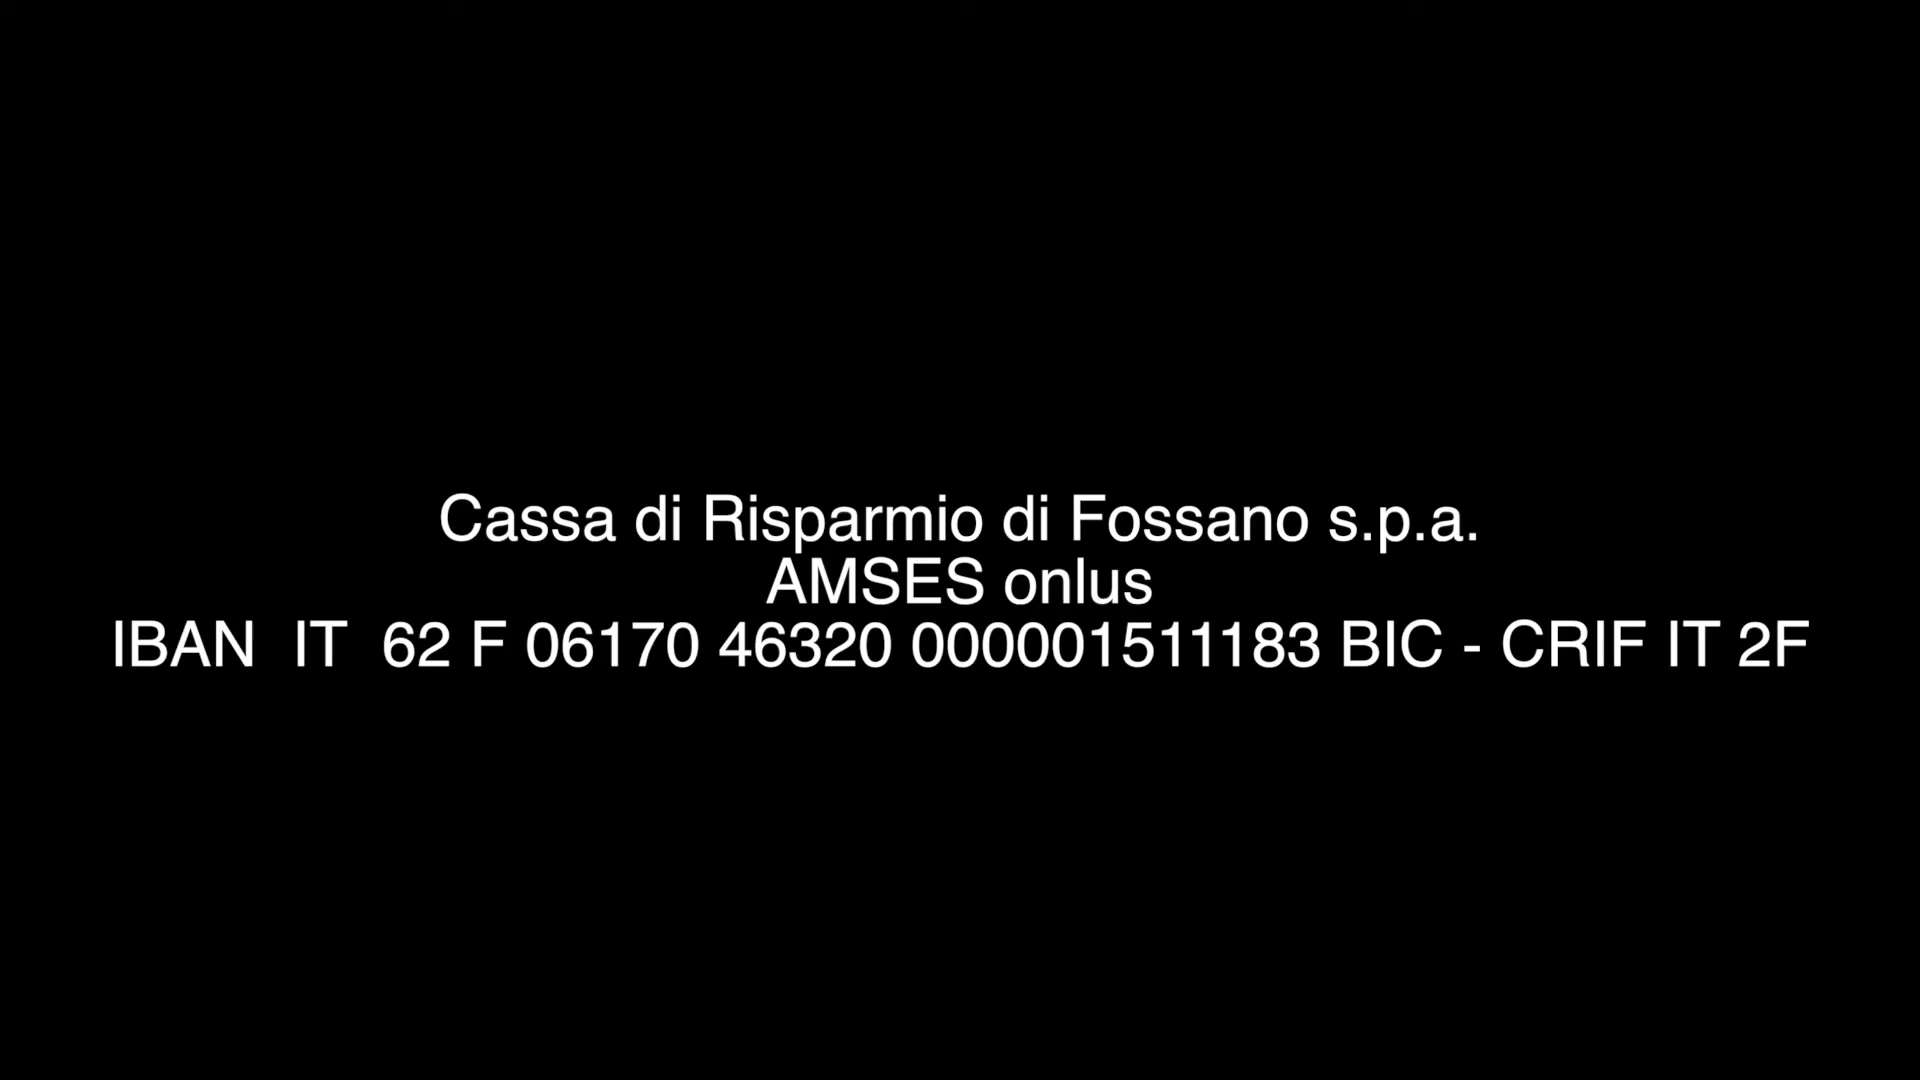 Cassa di Risparmio di Fossano s.p.a.
AMSES onlus
IBAN  IT  62 F 06170 46320 000001511183 BIC - CRIF IT 2F